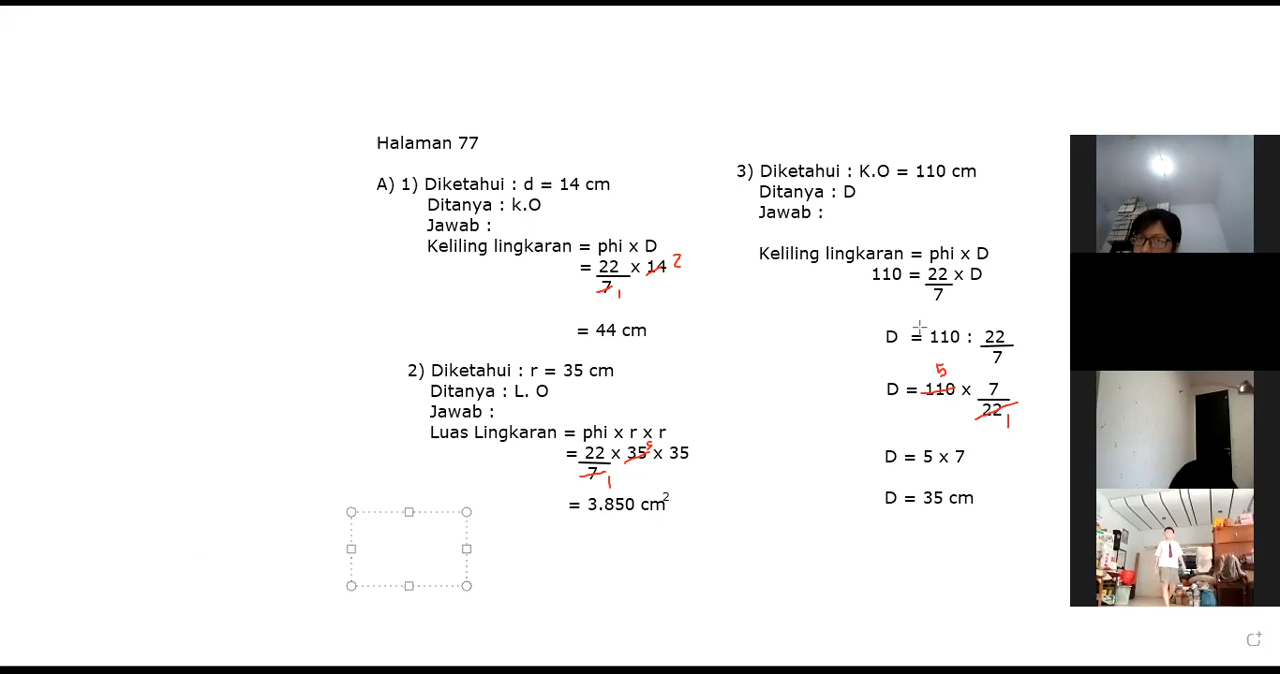 Halaman 77
A) 1) Diketahui : d = 14 cm
Ditanya : k.O
Jawab :
Keliling lingkaran = phi x D
= 22 x 14 2
7 1
= 44 cm
2) Diketahui : r = 35 cm
Ditanya : L. O
Jawab :
Luas Lingkaran = phi x r x r
= 22 x 35 5 x 35
7 1
= 3.850 cm2
3) Diketahui : K.O = 110 cm
Ditanya : D
Jawab :
Keliling lingkaran = phi x D
110 = 22 x D
7
D = 110 : 22
7
5
D = 110 x 7
22 1
D = 5 x 7
D = 35 cm